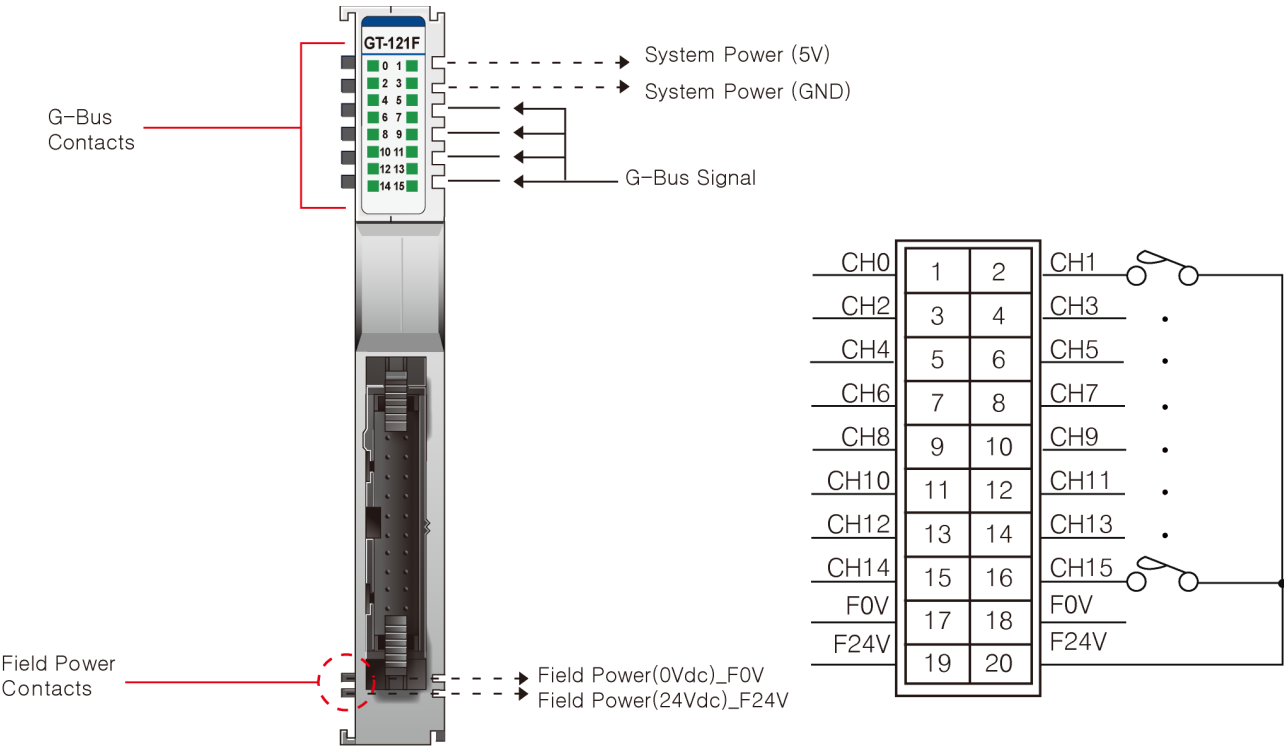 GT-121F
0 1
2 3
4 5
6 7
8 9
10 11
12 13
14 15
G-Bus
Contacts
System Power (5V)
System Power (GND)
G-Bus Signal
Field Power
Contacts
Field Power(0Vdc)_F0V
Field Power(24Vdc)_F24V
CH0 1 2 CH1
CH2 3 4 CH3
CH4 5 6 CH5
CH6 7 8 CH7
CH8 9 10 CH9
CH10 11 12 CH11
CH12 13 14 CH13
CH14 15 16 CH15
F0V 17 18 F0V
F24V 19 20 F24V